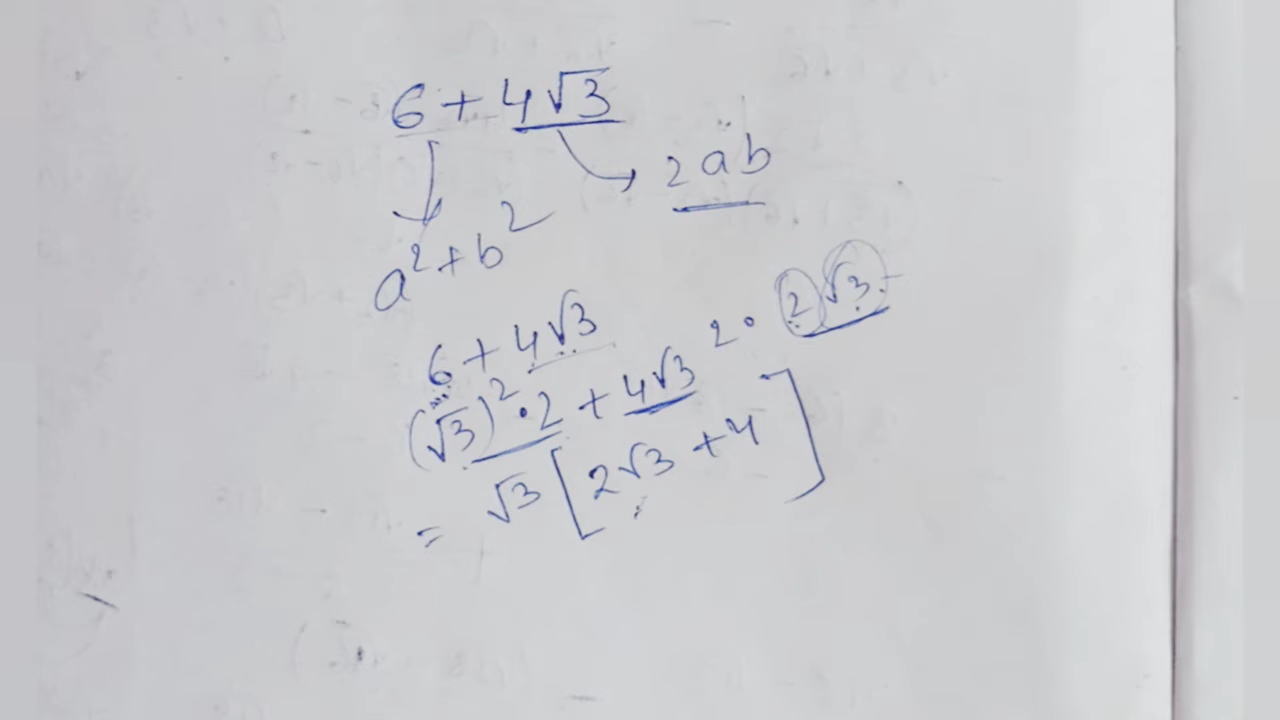 6 + 4√3
2ab
a² + b²
6 + 4√3
2 · 2√3
(√3)² · 2 + 4√3
= √3 [2√3 + 4]